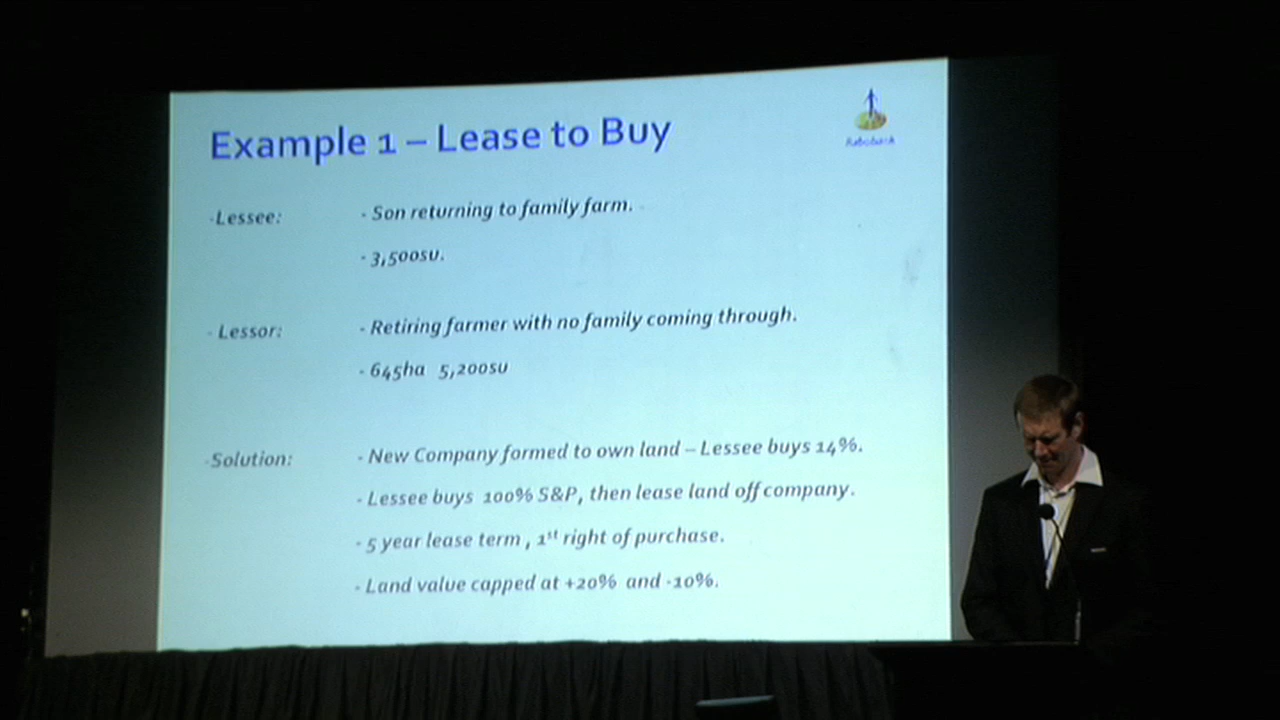 Example 1 – Lease to Buy
Rabobank
-Lessee: - Son returning to family farm.
- 3,500su.
- Lessor: - Retiring farmer with no family coming through.
- 645ha 5,200su
-Solution: - New Company formed to own land – Lessee buys 14%.
- Lessee buys 100% S&P, then lease land off company.
- 5 year lease term , 1st right of purchase.
- Land value capped at +20% and -10%.